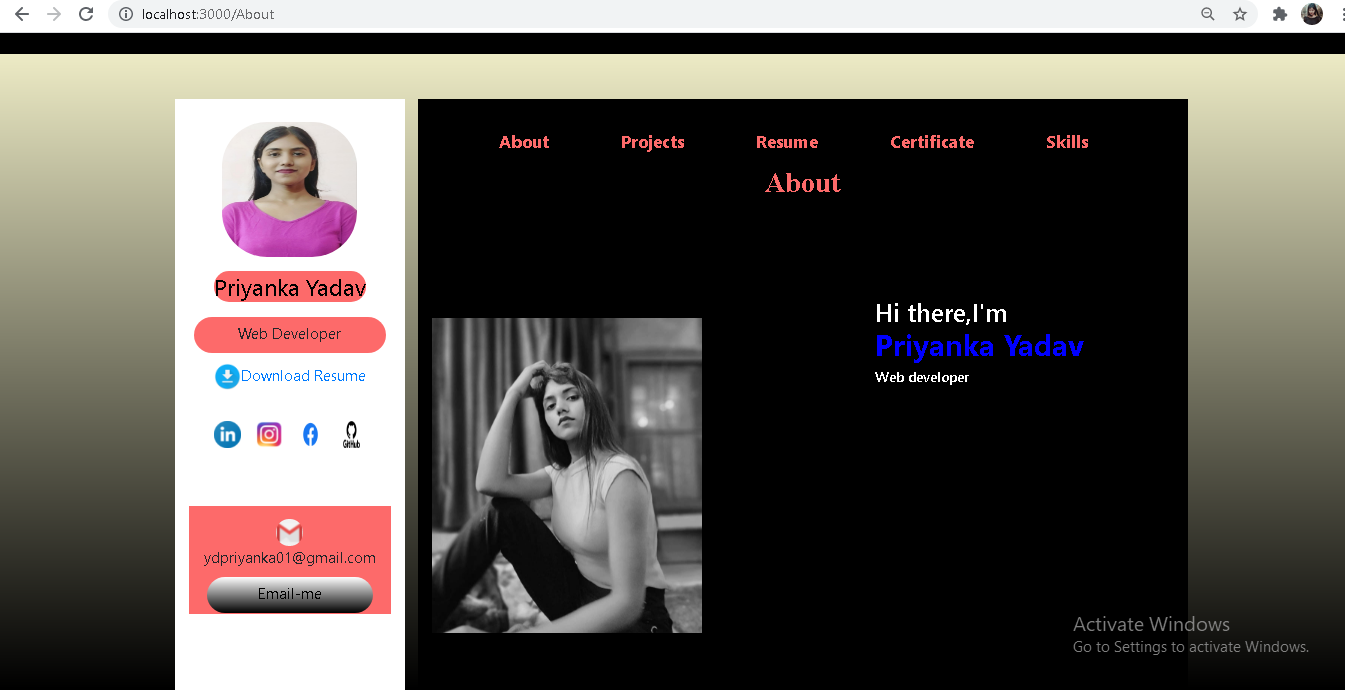 localhost:3000/About
About Projects Resume Certificate Skills
About
Priyanka Yadav
Web Developer
Download Resume
in
GitHub
ydpriyanka01@gmail.com
Email-me
Hi there,I'm
Priyanka Yadav
Web developer
Activate Windows
Go to Settings to activate Windows.